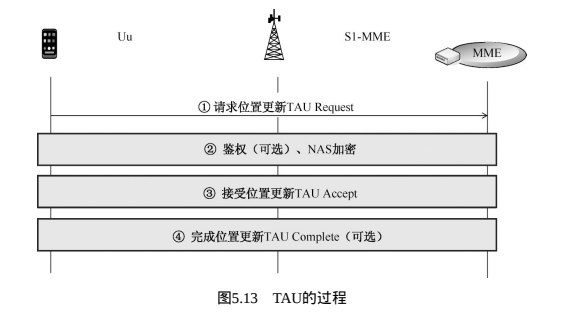 Uu
S1-MME
MME
① 请求位置更新TAU Request
② 鉴权（可选）、NAS加密
③ 接受位置更新TAU Accept
④ 完成位置更新TAU Complete（可选）
图5.13 TAU的过程